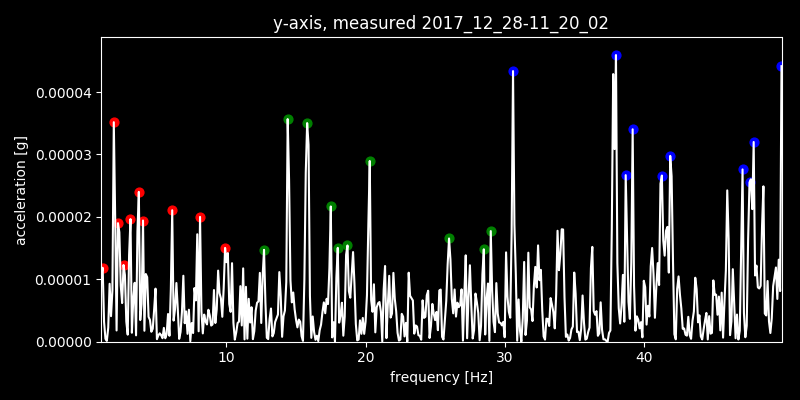 y-axis, measured 2017_12_28-11_20_02
0.00004
0.00003
0.00002
0.00001
0.00000
acceleration [g]
10 20 30 40
frequency [Hz]